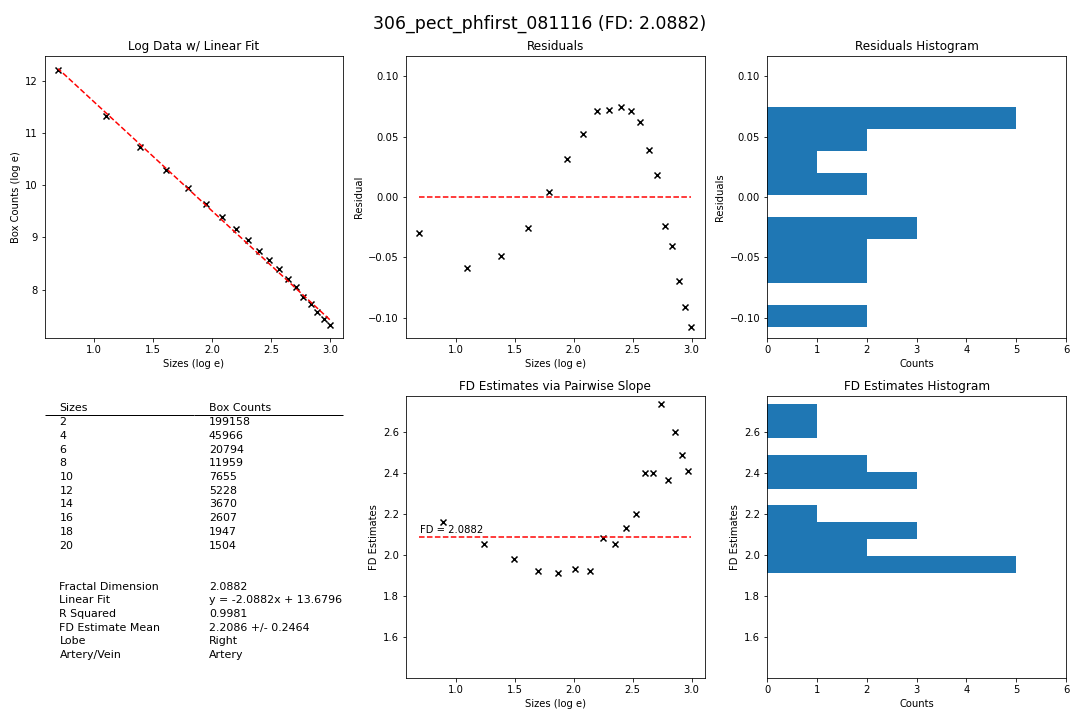 306_pect_phfirst_081116 (FD: 2.0882)
Log Data w/ Linear Fit
Box Counts (log e)
12
11
10
9
8
1.0 1.5 2.0 2.5 3.0
Sizes (log e)
Residuals
Residual
0.10
0.05
0.00
−0.05
−0.10
1.0 1.5 2.0 2.5 3.0
Sizes (log e)
Residuals Histogram
Residuals
0.10
0.05
0.00
−0.05
−0.10
0 1 2 3 4 5 6
Counts
Sizes Box Counts
2 199158
4 45966
6 20794
8 11959
10 7655
12 5228
14 3670
16 2607
18 1947
20 1504
Fractal Dimension 2.0882
Linear Fit y = -2.0882x + 13.6796
R Squared 0.9981
FD Estimate Mean 2.2086 +/- 0.2464
Lobe Right
Artery/Vein Artery
FD Estimates via Pairwise Slope
FD Estimates
2.6
2.4
2.2
2.0
1.8
1.6
FD = 2.0882
1.0 1.5 2.0 2.5 3.0
Sizes (log e)
FD Estimates Histogram
FD Estimates
2.6
2.4
2.2
2.0
1.8
1.6
0 1 2 3 4 5 6
Counts